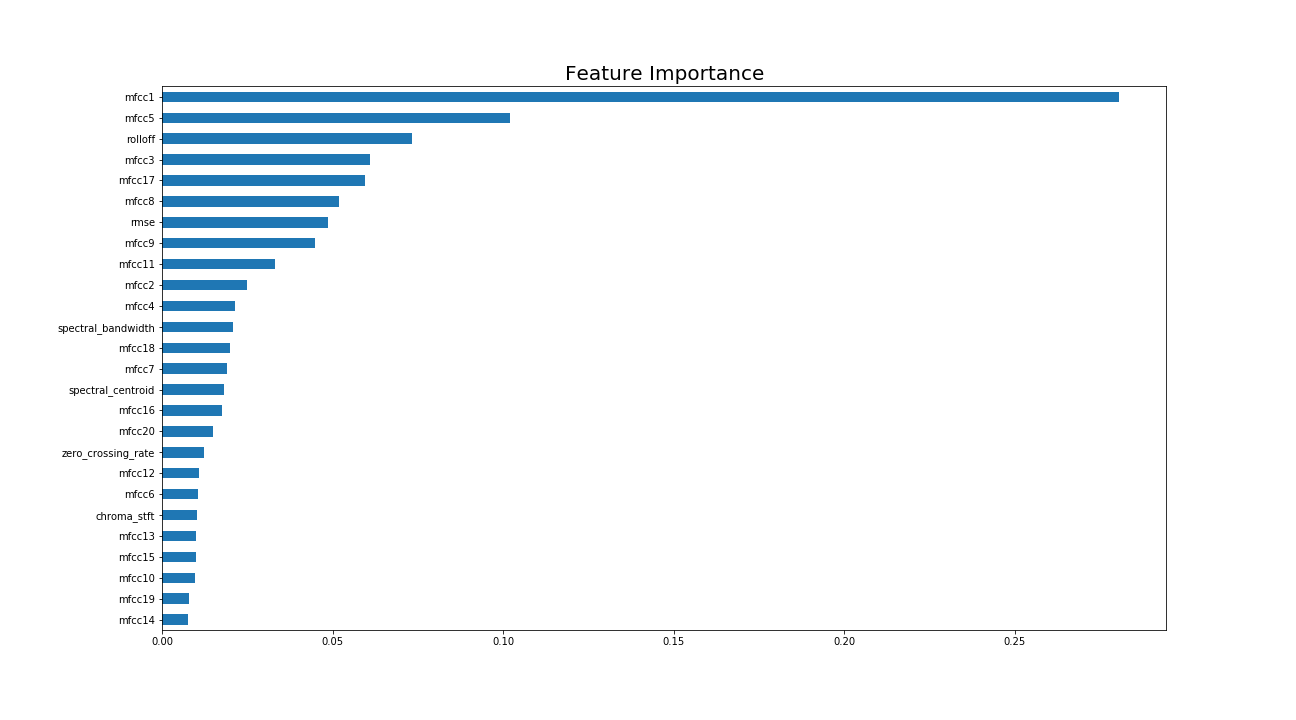 Feature Importance
mfcc1
mfcc5
rolloff
mfcc3
mfcc17
mfcc8
rmse
mfcc9
mfcc11
mfcc2
mfcc4
spectral_bandwidth
mfcc18
mfcc7
spectral_centroid
mfcc16
mfcc20
zero_crossing_rate
mfcc12
mfcc6
chroma_stft
mfcc13
mfcc15
mfcc10
mfcc19
mfcc14
0.00 0.05 0.10 0.15 0.20 0.25